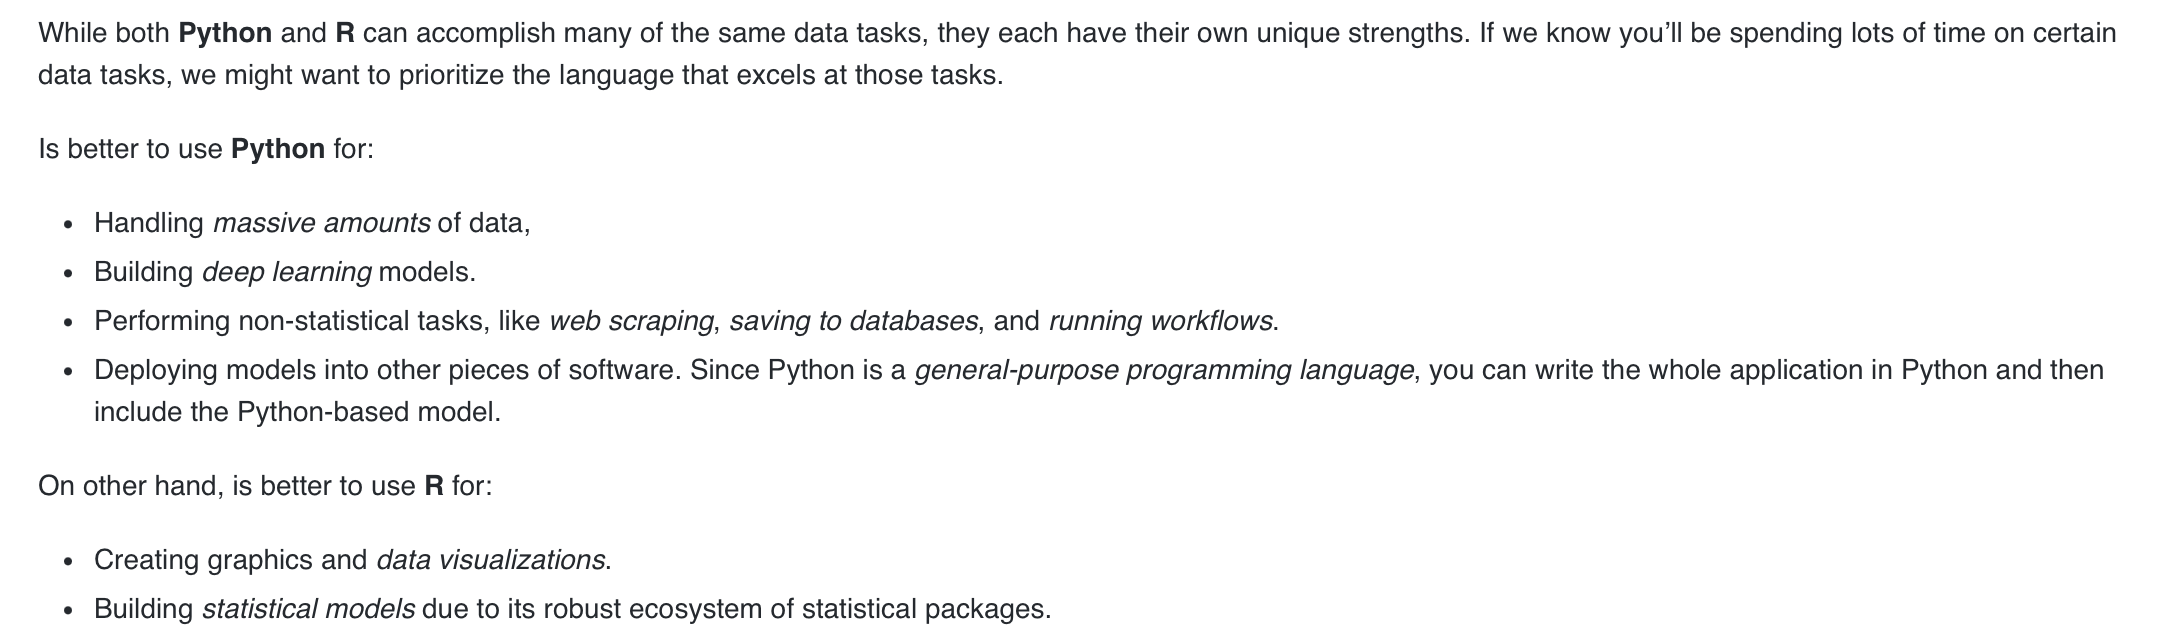 While both Python and R can accomplish many of the same data tasks, they each have their own unique strengths. If we know you’ll be spending lots of time on certain
data tasks, we might want to prioritize the language that excels at those tasks.
Is better to use Python for:
• Handling massive amounts of data,
• Building deep learning models.
• Performing non-statistical tasks, like web scraping, saving to databases, and running workflows.
• Deploying models into other pieces of software. Since Python is a general-purpose programming language, you can write the whole application in Python and then
include the Python-based model.
On other hand, is better to use R for:
• Creating graphics and data visualizations.
• Building statistical models due to its robust ecosystem of statistical packages.